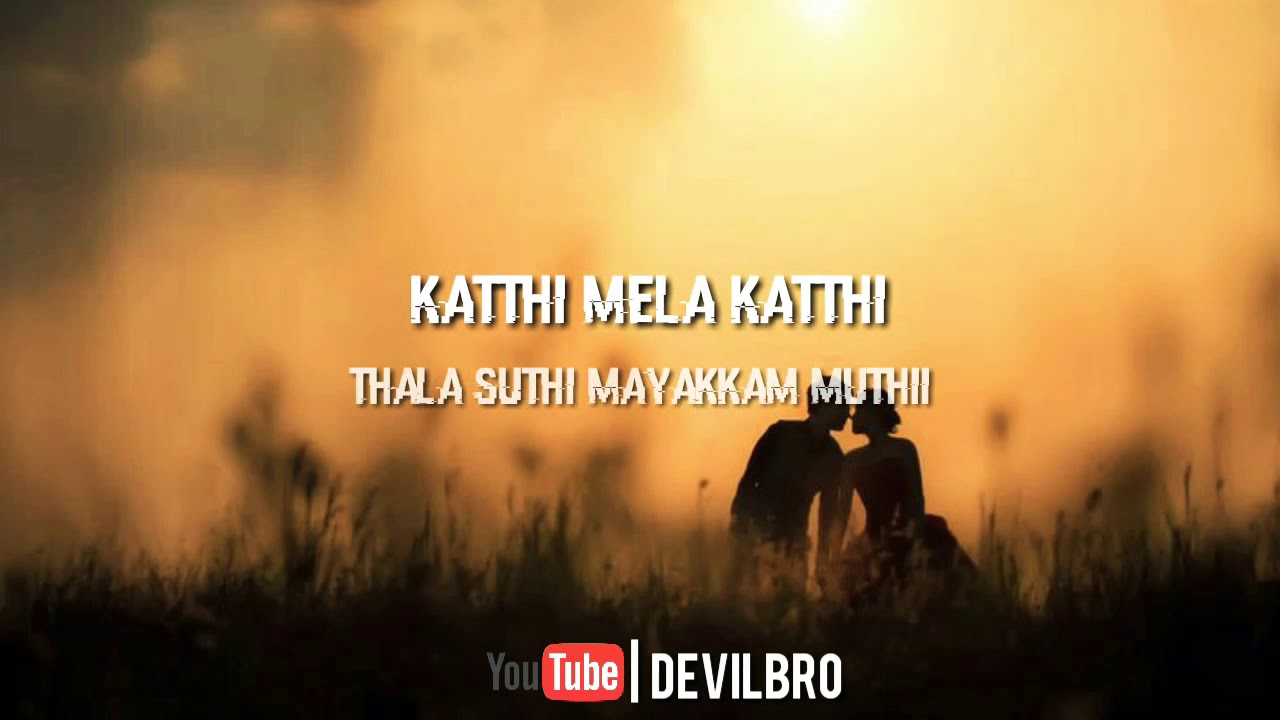 KATTHI MELA KATTHI
THALA SUTHI MAYAKKAM MUTHII
YouTube | DEVILBRO